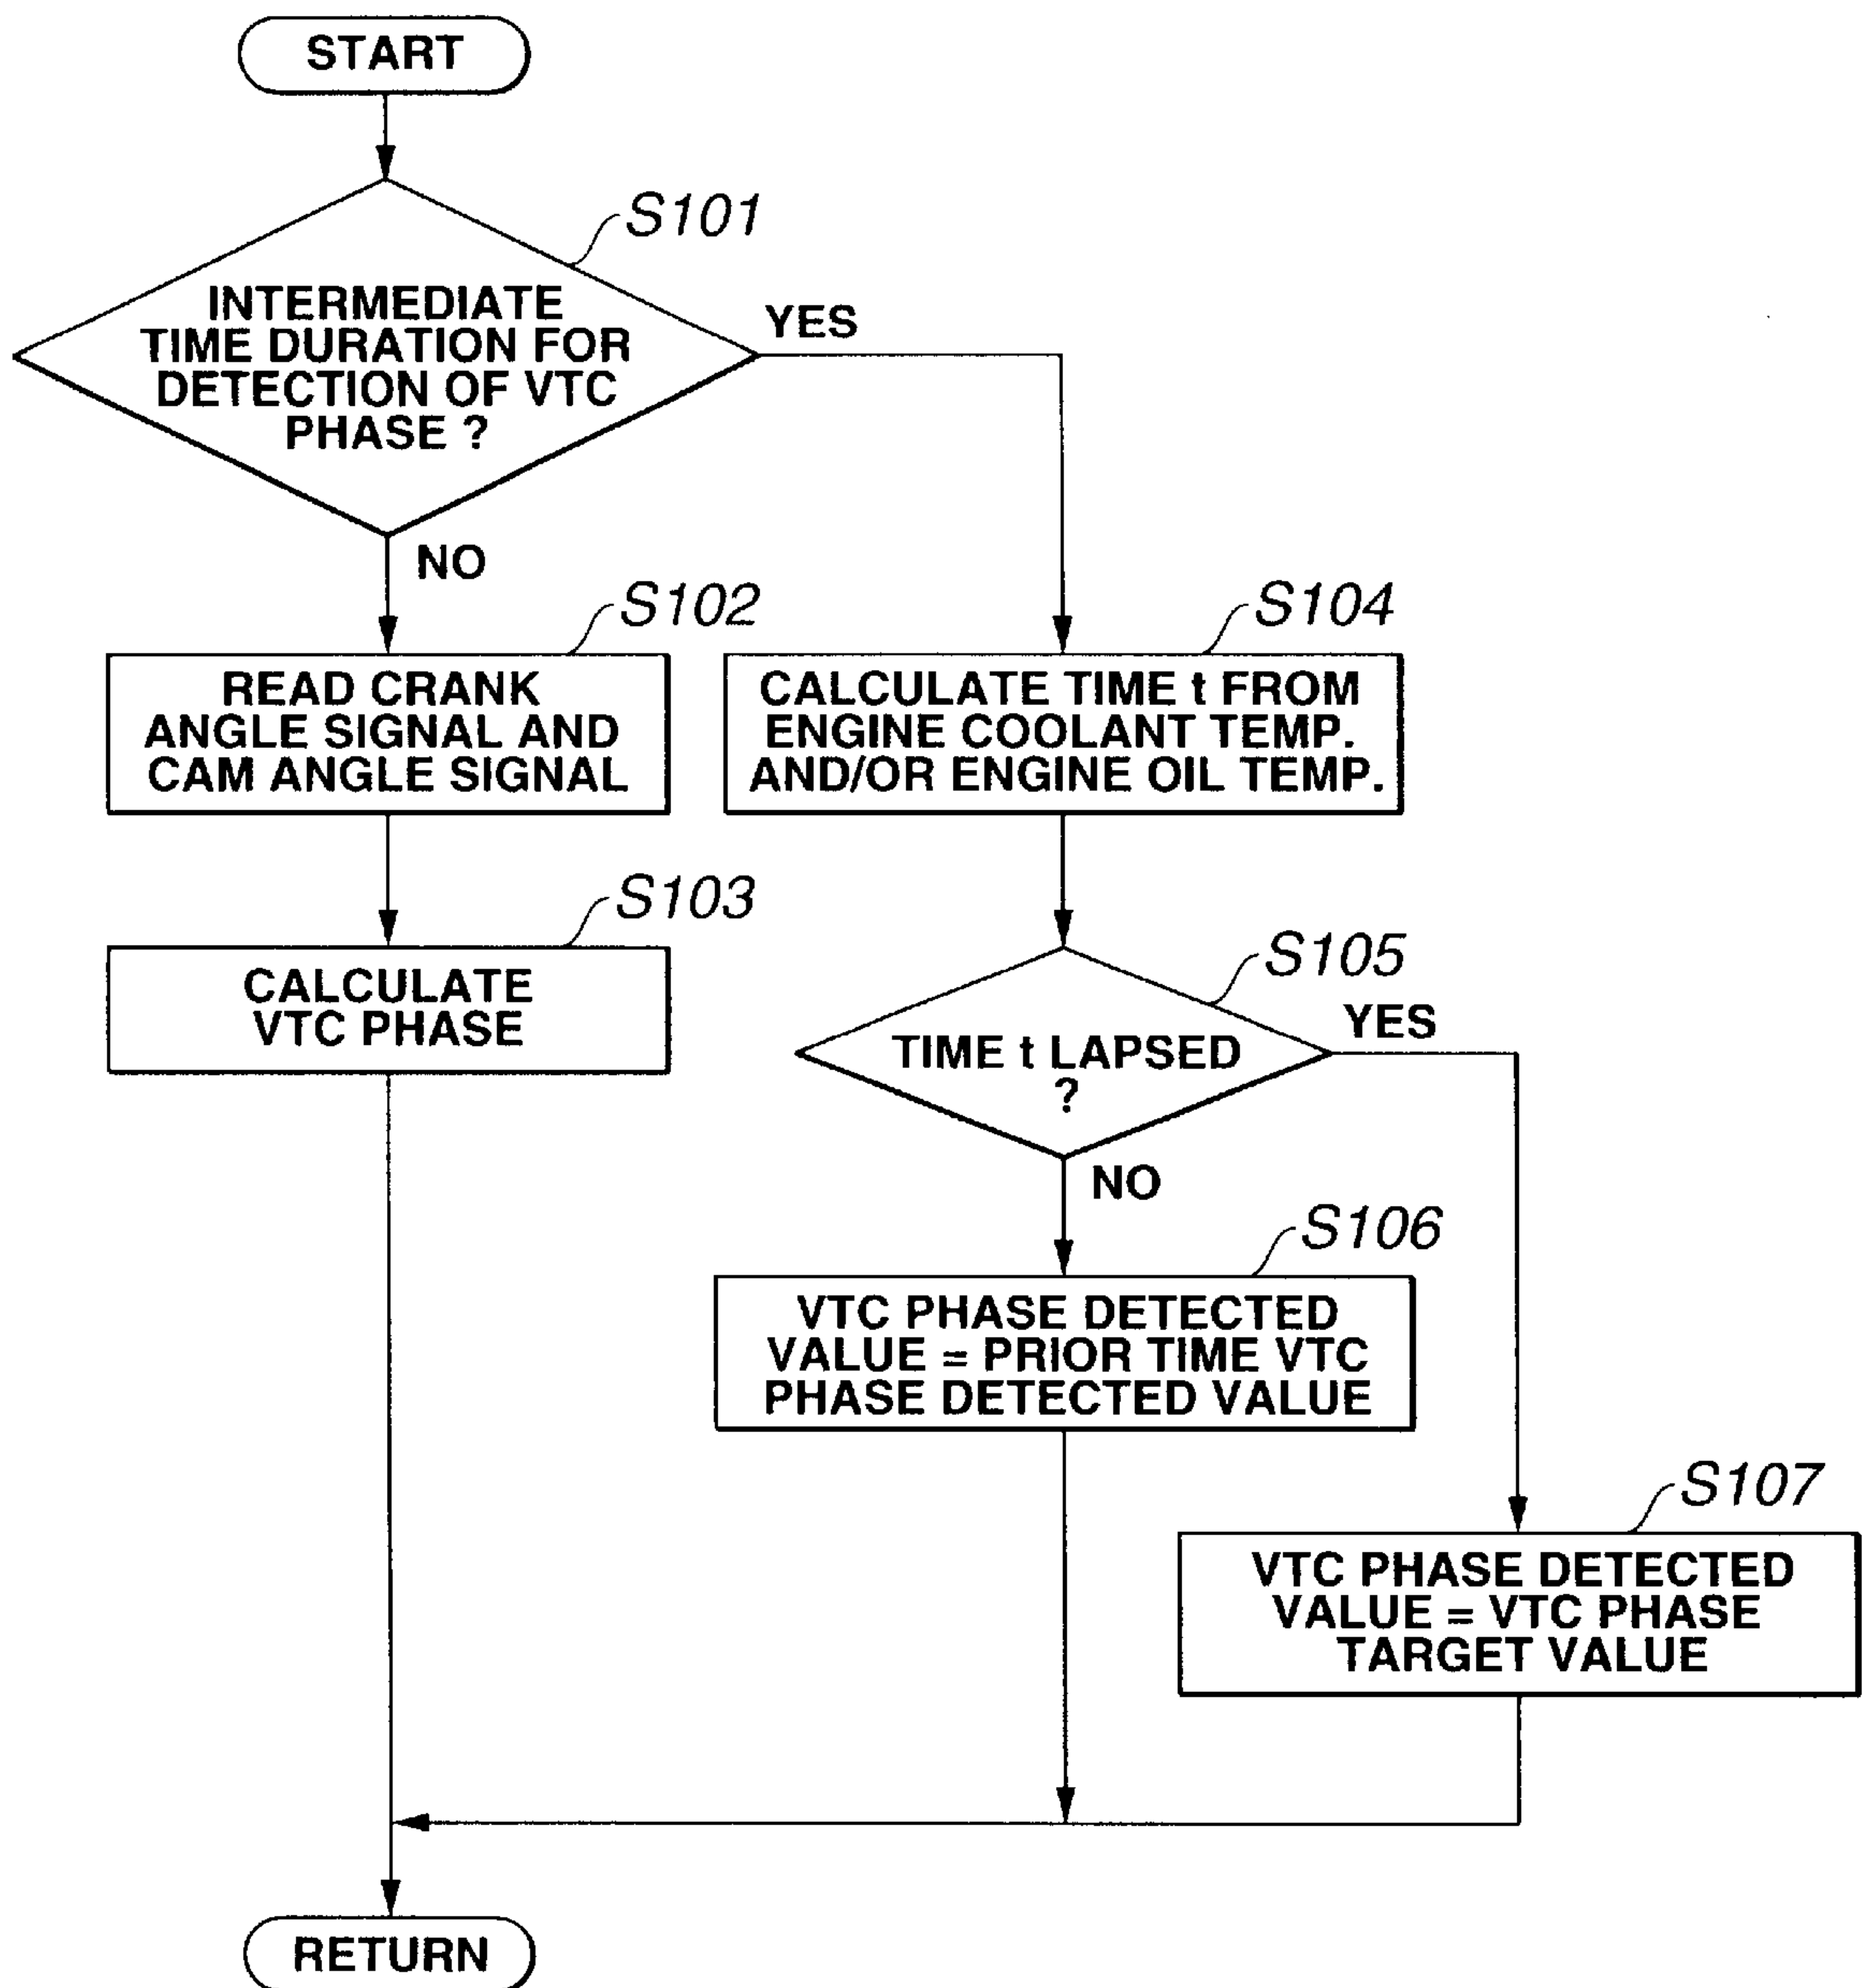 START
S101
INTERMEDIATE
TIME DURATION FOR
DETECTION OF VTC
PHASE ?
YES
NO
S102
READ CRANK
ANGLE SIGNAL AND
CAM ANGLE SIGNAL
S104
CALCULATE TIME t FROM
ENGINE COOLANT TEMP.
AND/OR ENGINE OIL TEMP.
S103
CALCULATE
VTC PHASE
S105
TIME t LAPSED
?
YES
NO
S106
VTC PHASE DETECTED
VALUE = PRIOR TIME VTC
PHASE DETECTED VALUE
S107
VTC PHASE DETECTED
VALUE = VTC PHASE
TARGET VALUE
RETURN